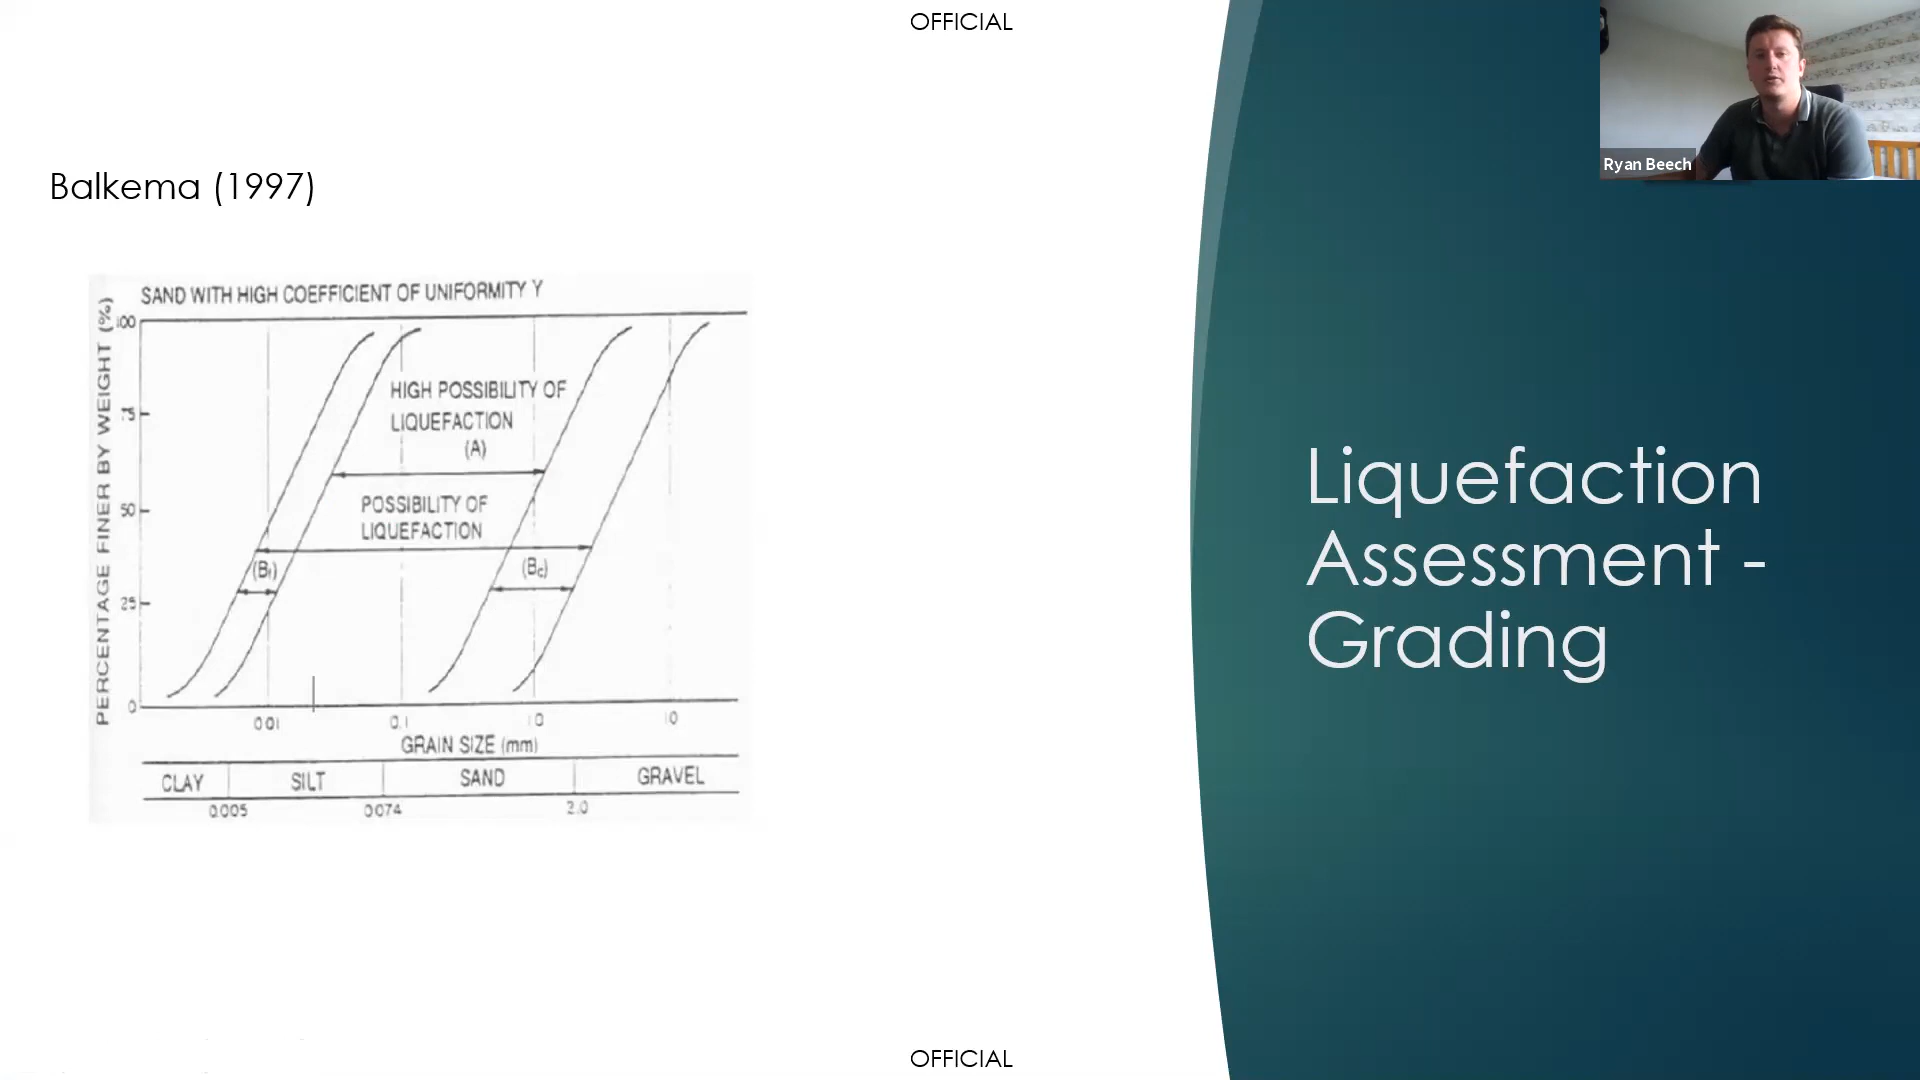 OFFICIAL
Ryan Beech
Balkema (1997)
SAND WITH HIGH COEFFICIENT OF UNIFORMITY Y
PERCENTAGE FINER BY WEIGHT (%)
100
75
50
25
0
HIGH POSSIBILITY OF
LIQUEFACTION
(A)
POSSIBILITY OF
LIQUEFACTION
(Bf)
(Bc)
0.01
0.1
1.0
10
GRAIN SIZE (mm)
CLAY SILT SAND GRAVEL
0.005 0.074 2.0
Liquefaction
Assessment -
Grading
OFFICIAL